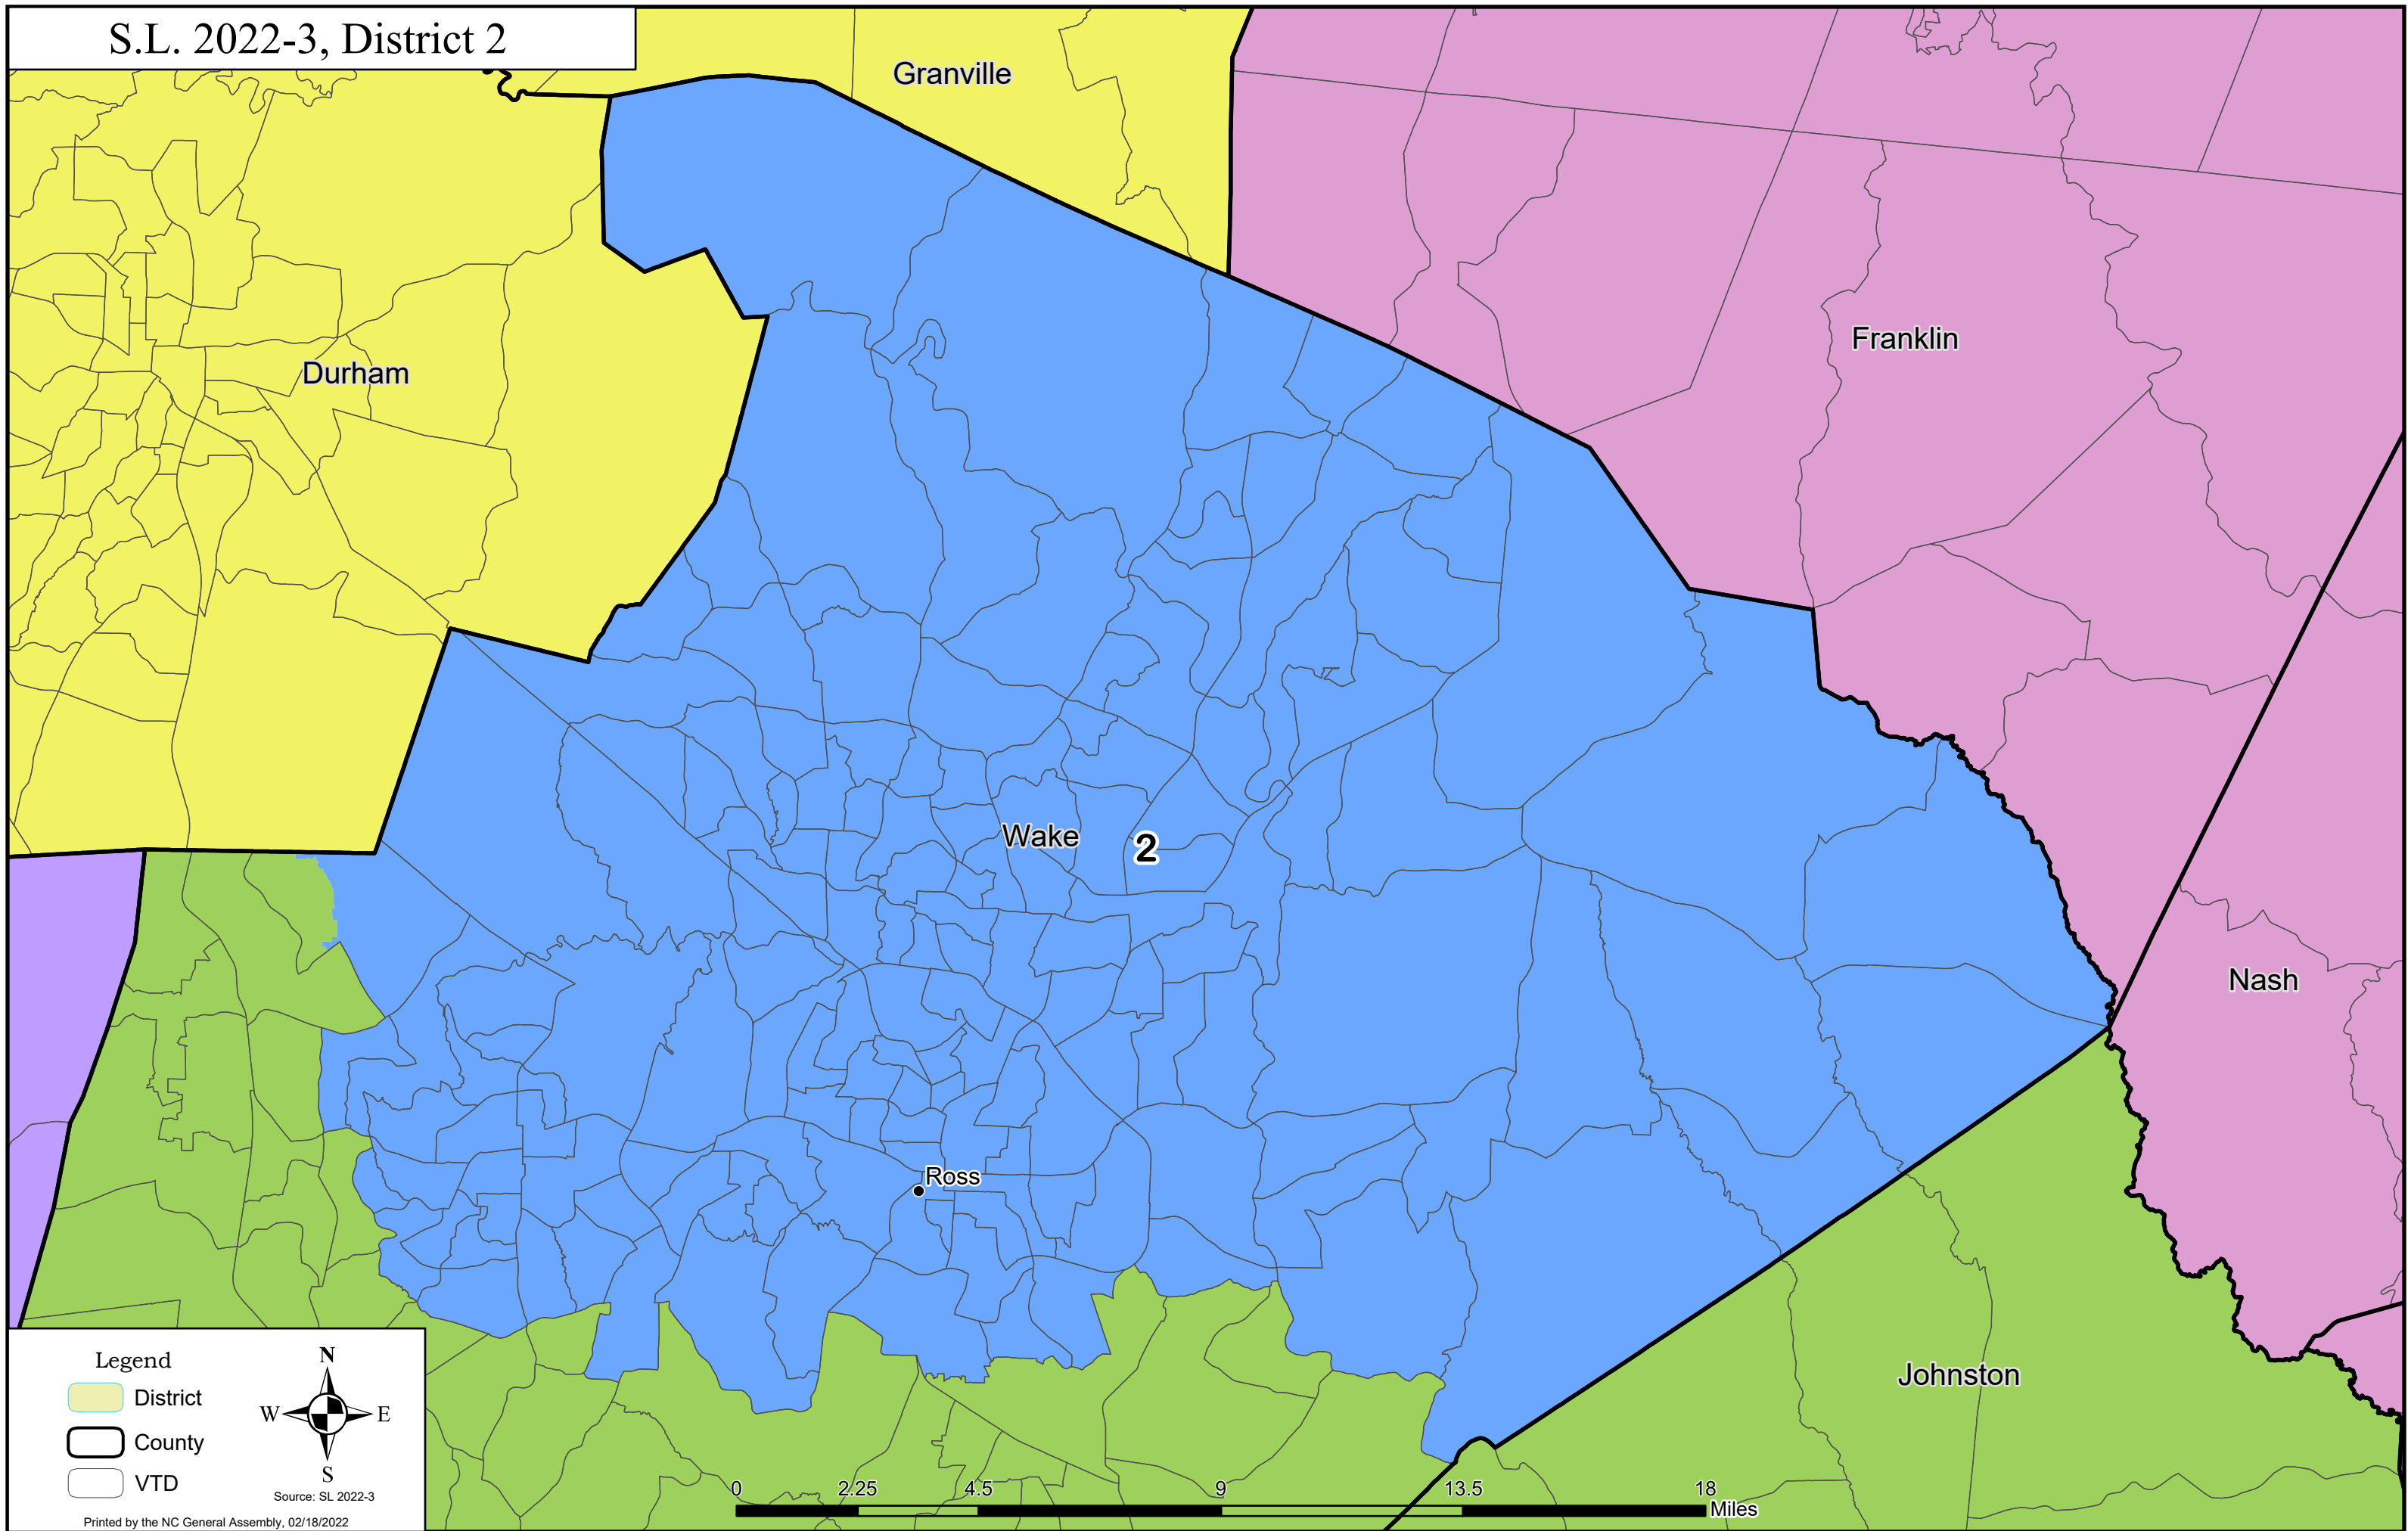 S.L. 2022-3, District 2
Granville
Franklin
Durham
Wake
2
Nash
Ross
Johnston
Legend
District
County
VTD
N
W E
S
Source: SL 2022-3
Printed by the NC General Assembly, 02/18/2022
0 2.25 4.5 9 13.5 18
Miles